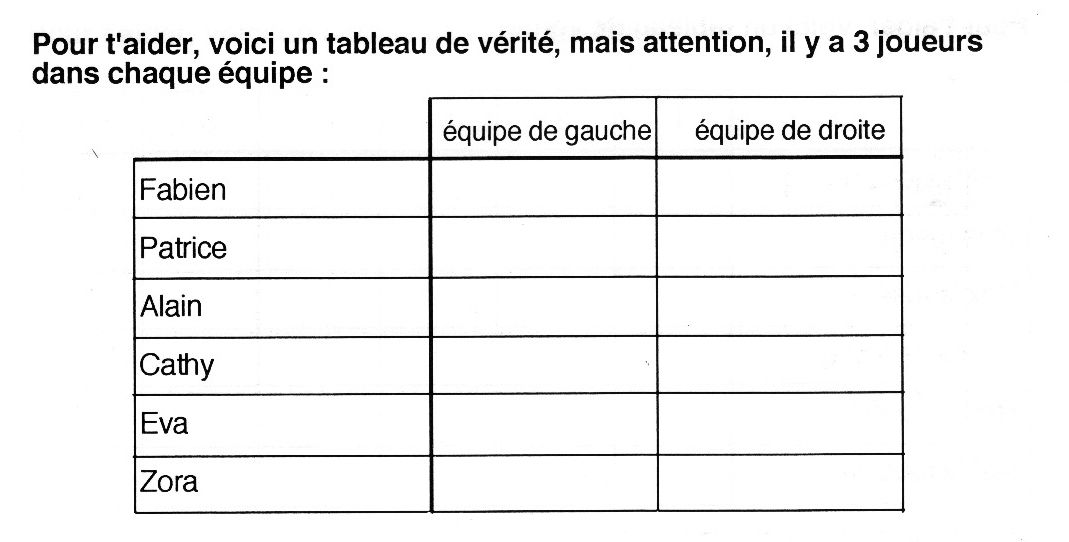 Pour t'aider, voici un tableau de vérité, mais attention, il y a 3 joueurs
dans chaque équipe :
équipe de gauche équipe de droite
Fabien
Patrice
Alain
Cathy
Eva
Zora